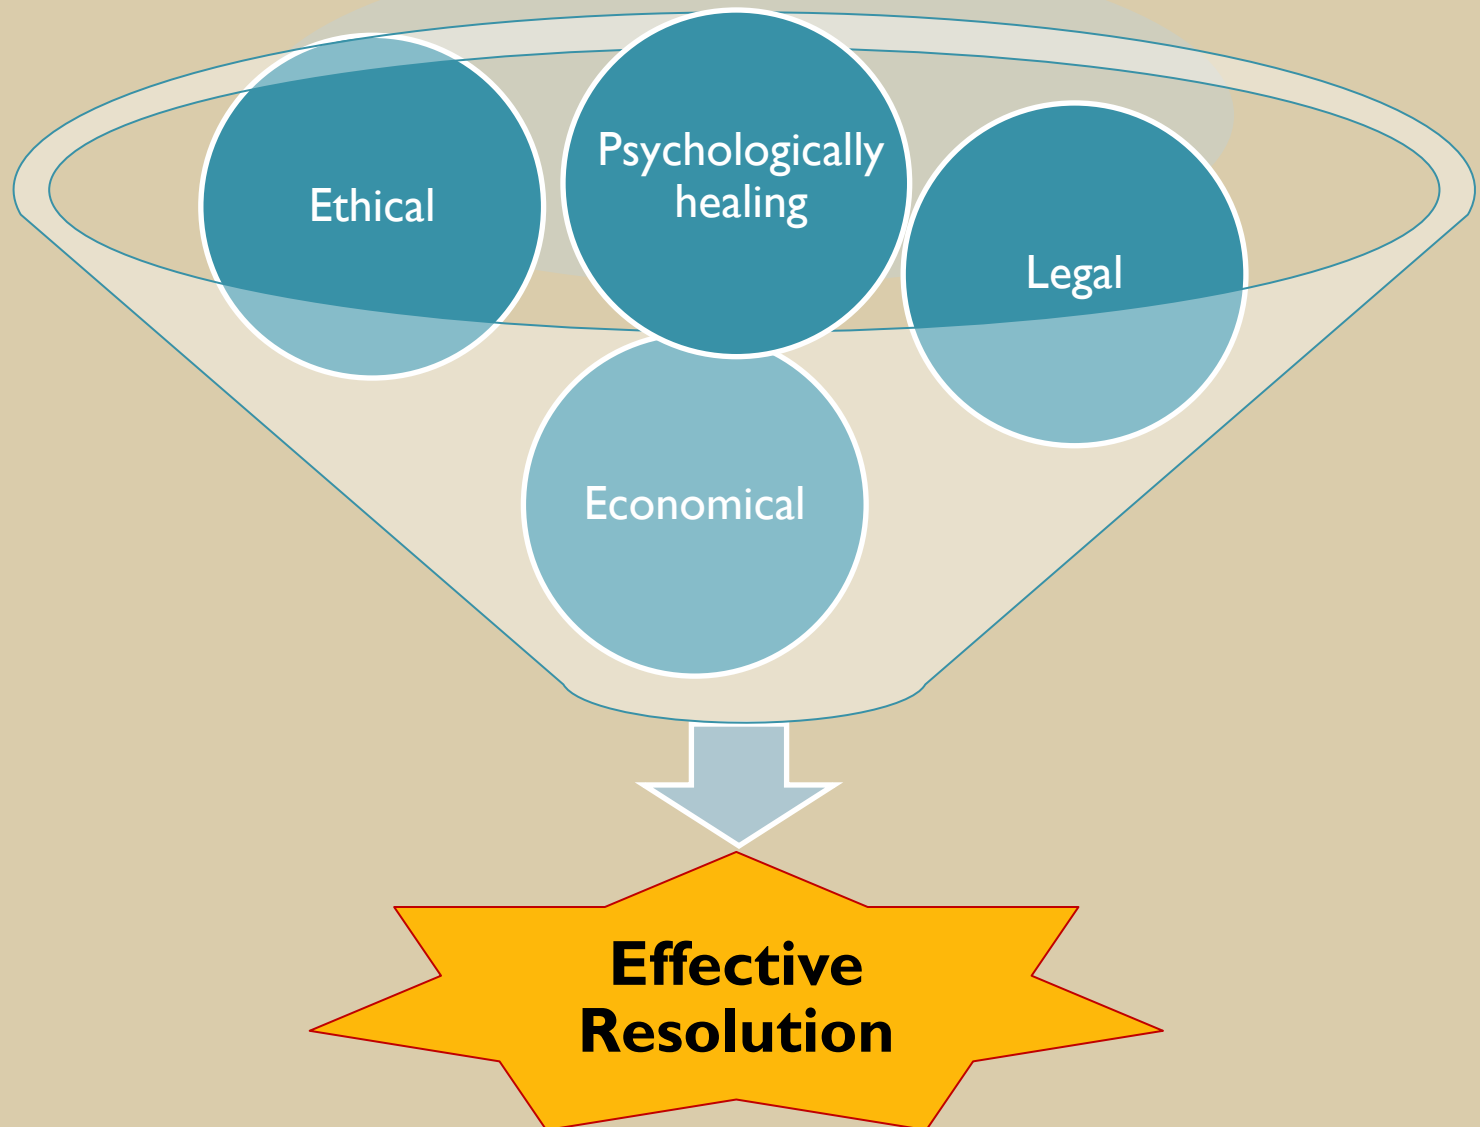 Ethical
Psychologically
healing
Legal
Economical
Effective
Resolution